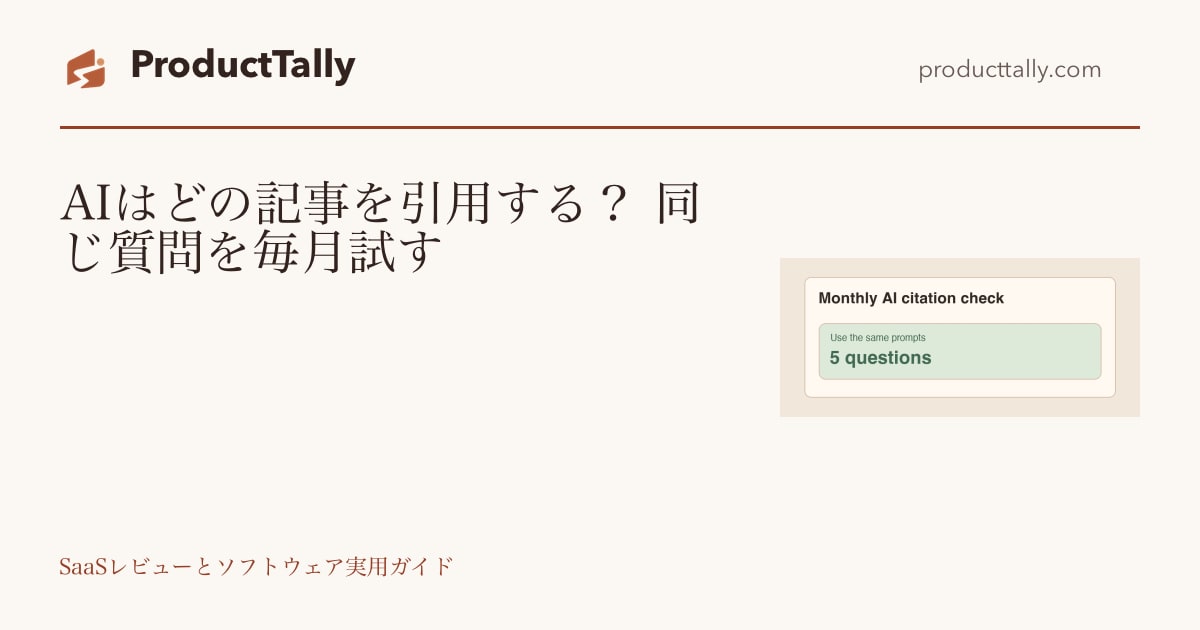 ProductTally
producttally.com
AIはどの記事を引用する？ 同
じ質問を毎月試す
Monthly AI citation check
Use the same prompts
5 questions
SaaSレビューとソフトウェア実用ガイド